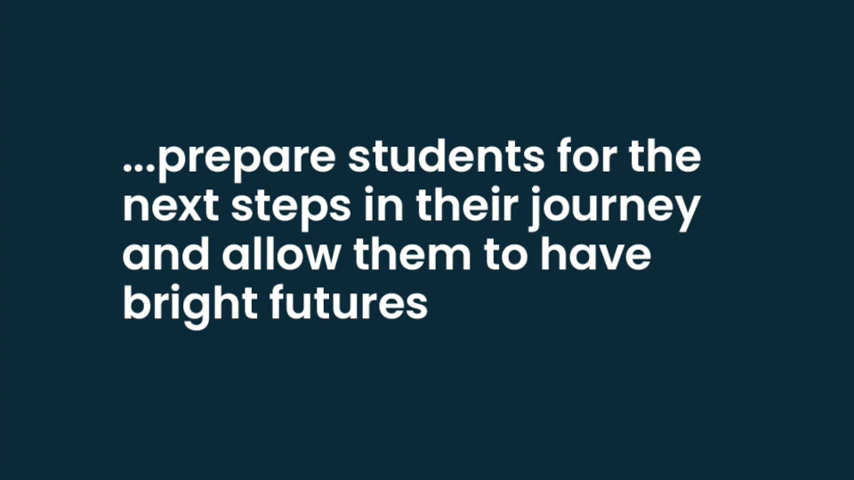 ...prepare students for the
next steps in their journey
and allow them to have
bright futures